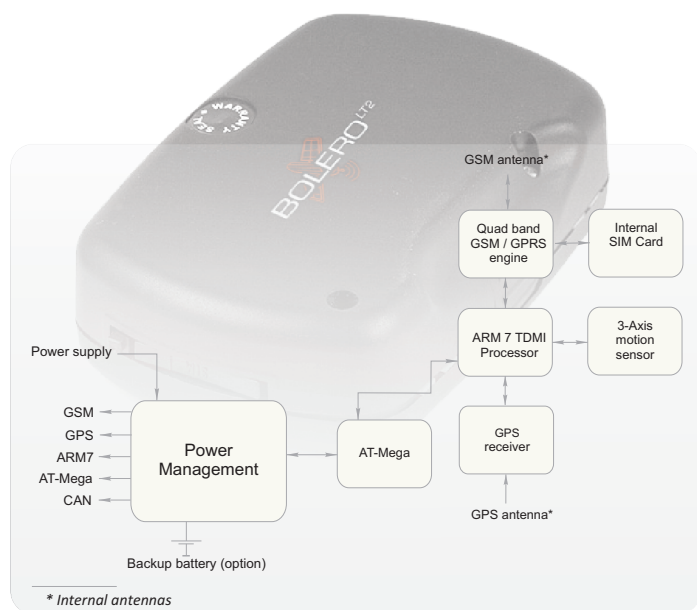 WARRANTY
SEAL
BOLERO LT2
GSM antenna*
Quad band
GSM / GPRS
engine
Internal
SIM Card
ARM 7 TDMI
Processor
3-Axis
motion
sensor
Power supply
GSM
GPS
ARM7
AT-Mega
CAN
Power
Management
AT-Mega
GPS
receiver
GPS antenna*
Backup battery (option)
* Internal antennas